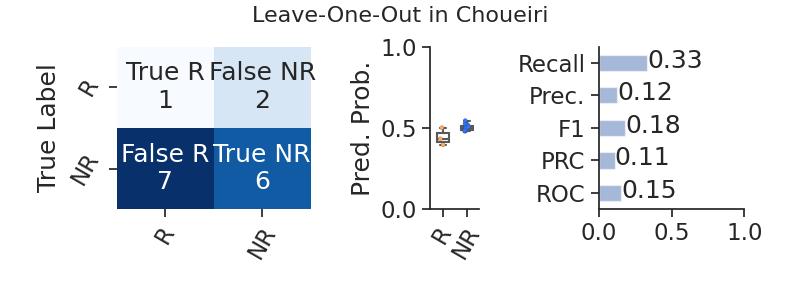 Leave-One-Out in Choueiri
True Label
R
NR
True R
1
False NR
2
False R
7
True NR
6
R
NR
Pred. Prob.
1.0
0.5
0.0
R
NR
Recall
Prec.
F1
PRC
ROC
0.33
0.12
0.18
0.11
0.15
0.0
0.5
1.0